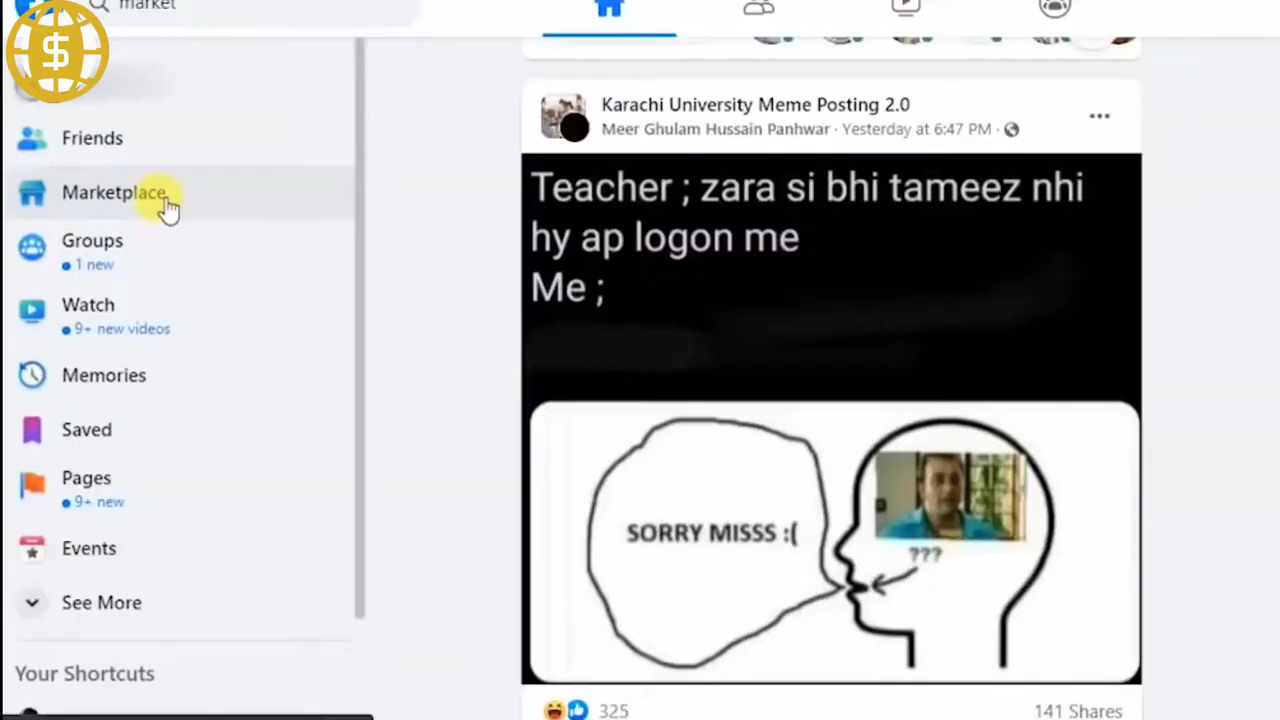 market
Friends
Marketplace
Groups
1 new
Watch
9+ new videos
Memories
Saved
Pages
9+ new
Events
See More
Your Shortcuts
Karachi University Meme Posting 2.0
Meer Ghulam Hussain Panhwar · Yesterday at 6:47 PM ·
Teacher ; zara si bhi tameez nhi
hy ap logon me
Me ;
SORRY MISSS :(
???
325
141 Shares
$